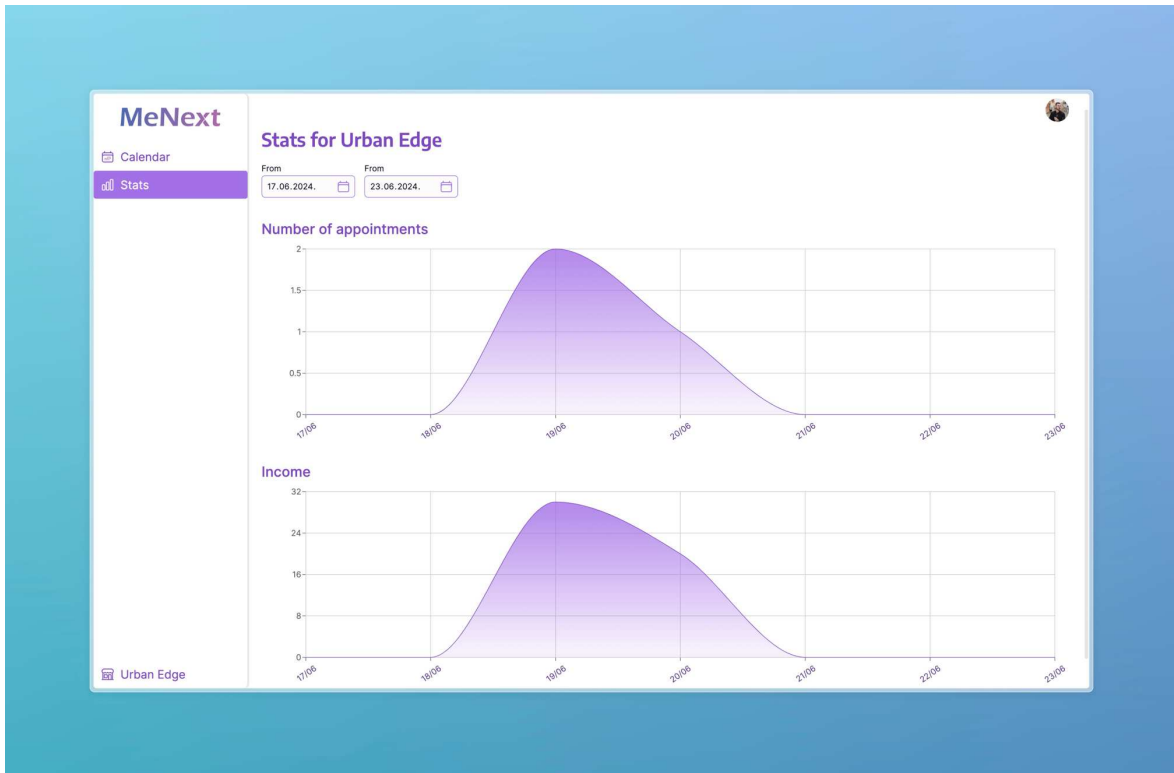 MeNext
Calendar
Stats
Urban Edge
Stats for Urban Edge
From From
17.06.2024. 23.06.2024.
Number of appointments
2
1.5
1
0.5
0
17/06 18/06 19/06 20/06 21/06 22/06 23/06
Income
32
24
16
8
0
17/06 18/06 19/06 20/06 21/06 22/06 23/06